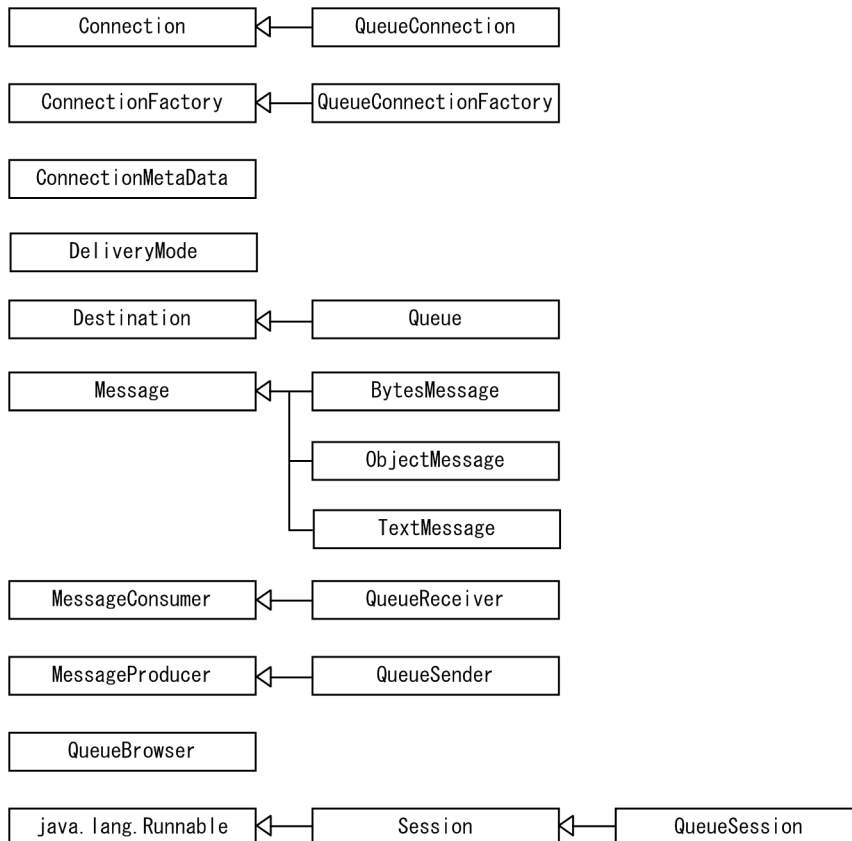 Connection QueueConnection
ConnectionFactory QueueConnectionFactory
ConnectionMetaData
DeliveryMode
Destination Queue
Message BytesMessage
ObjectMessage
TextMessage
MessageConsumer QueueReceiver
MessageProducer QueueSender
QueueBrowser
java.lang.Runnable Session QueueSession